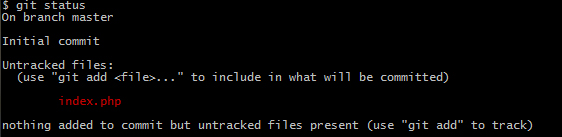 $ git status
On branch master
Initial commit
Untracked files:
(use "git add <file>..." to include in what will be committed)
index.php
nothing added to commit but untracked files present (use "git add" to track)